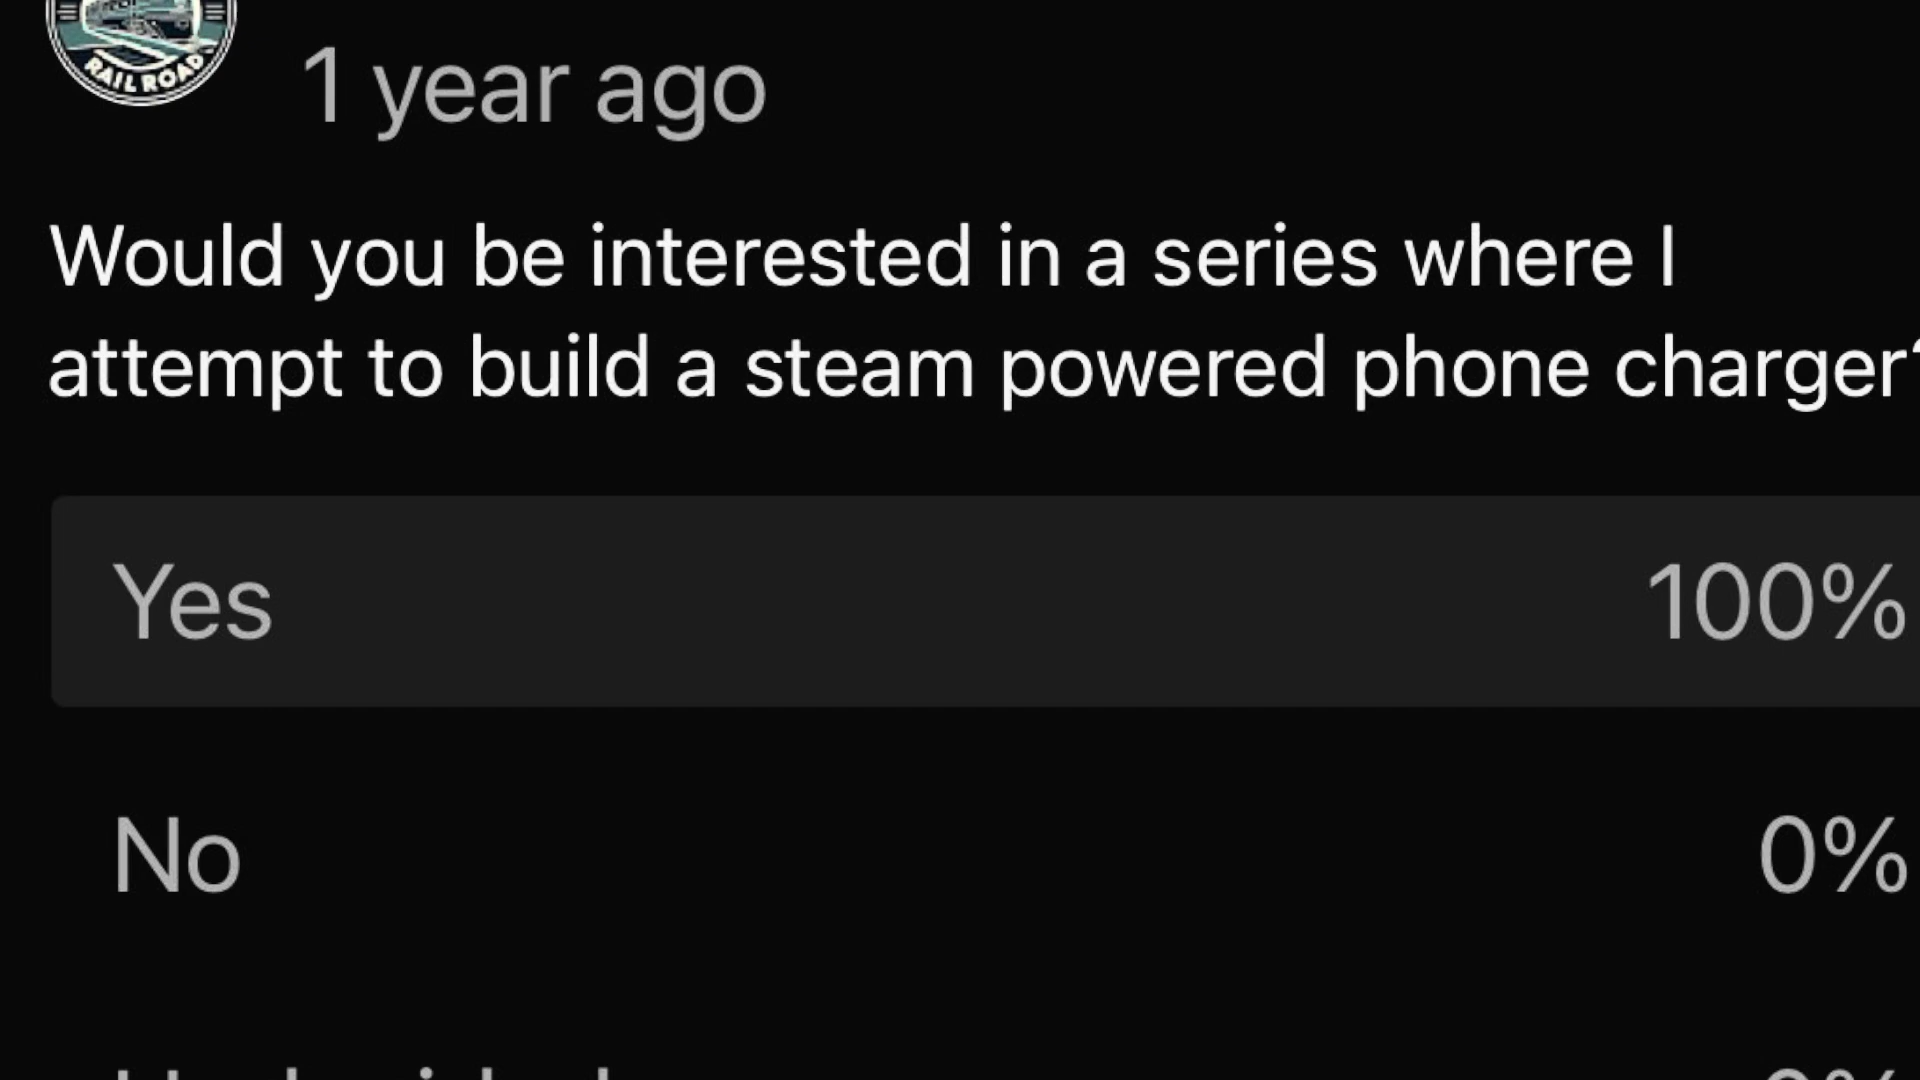 RAIL ROAD
1 year ago
Would you be interested in a series where I
attempt to build a steam powered phone charger?
Yes 100%
No 0%